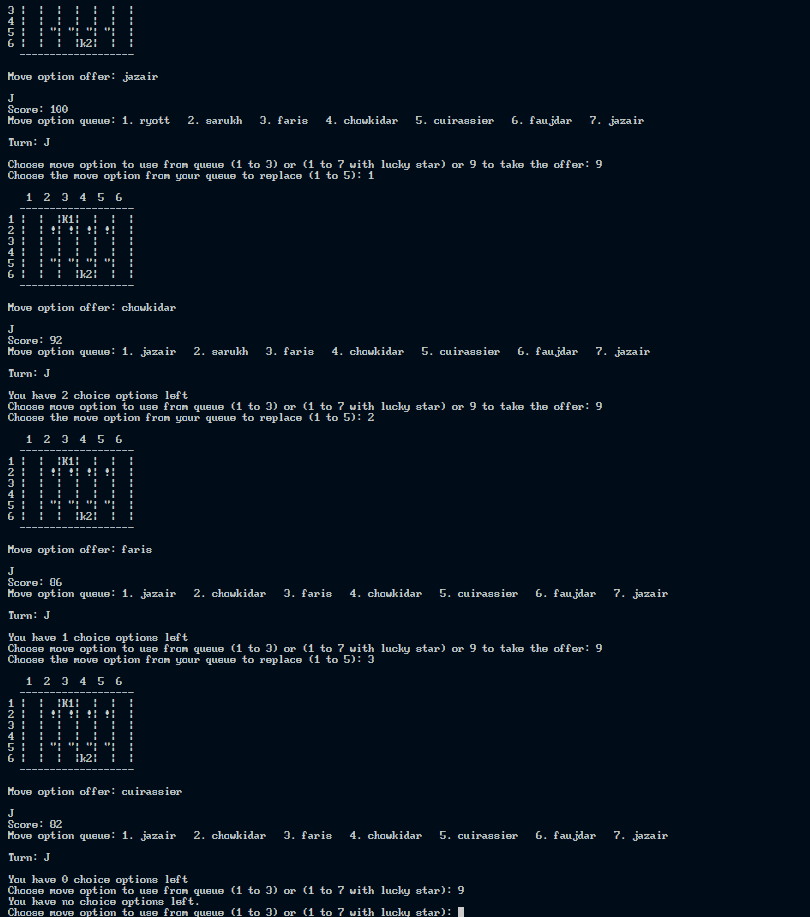 3 |  |  |  |  |  |  |
4 |  |  |  |  |  |  |
5 |  | "| "| "| "|  |
6 |  |  |  |k2|  |  |
  -------------------

Move option offer: jazair

J
Score: 100
Move option queue: 1. ryott   2. sarukh   3. faris   4. chowkidar   5. cuirassier   6. faujdar   7. jazair

Turn: J

Choose move option to use from queue (1 to 3) or (1 to 7 with lucky star) or 9 to take the offer: 9
Choose the move option from your queue to replace (1 to 5): 1

   1  2  3  4  5  6
  -------------------
1 |  |  |K1|  |  |  |
2 |  | !| !| !| !|  |
3 |  |  |  |  |  |  |
4 |  |  |  |  |  |  |
5 |  | "| "| "| "|  |
6 |  |  |  |k2|  |  |
  -------------------

Move option offer: chowkidar

J
Score: 92
Move option queue: 1. jazair   2. sarukh   3. faris   4. chowkidar   5. cuirassier   6. faujdar   7. jazair

Turn: J

You have 2 choice options left
Choose move option to use from queue (1 to 3) or (1 to 7 with lucky star) or 9 to take the offer: 9
Choose the move option from your queue to replace (1 to 5): 2

   1  2  3  4  5  6
  -------------------
1 |  |  |K1|  |  |  |
2 |  | !| !| !| !|  |
3 |  |  |  |  |  |  |
4 |  |  |  |  |  |  |
5 |  | "| "| "| "|  |
6 |  |  |  |k2|  |  |
  -------------------

Move option offer: faris

J
Score: 86
Move option queue: 1. jazair   2. chowkidar   3. faris   4. chowkidar   5. cuirassier   6. faujdar   7. jazair

Turn: J

You have 1 choice options left
Choose move option to use from queue (1 to 3) or (1 to 7 with lucky star) or 9 to take the offer: 9
Choose the move option from your queue to replace (1 to 5): 3

   1  2  3  4  5  6
  -------------------
1 |  |  |K1|  |  |  |
2 |  | !| !| !| !|  |
3 |  |  |  |  |  |  |
4 |  |  |  |  |  |  |
5 |  | "| "| "| "|  |
6 |  |  |  |k2|  |  |
  -------------------

Move option offer: cuirassier

J
Score: 82
Move option queue: 1. jazair   2. chowkidar   3. faris   4. chowkidar   5. cuirassier   6. faujdar   7. jazair

Turn: J

You have 0 choice options left
Choose move option to use from queue (1 to 3) or (1 to 7 with lucky star): 9
You have no choice options left.
Choose move option to use from queue (1 to 3) or (1 to 7 with lucky star):